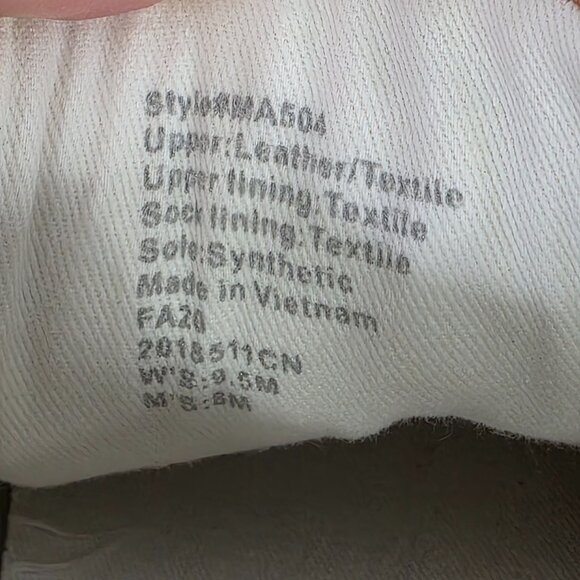 Style#MA504
Upper:Leather/Textile
Upper lining:Textile
Sock lining:Textile
Sole:Synthetic
Made in Vietnam
FA20
2018511CN
W'S:9.5M
M'S:8M